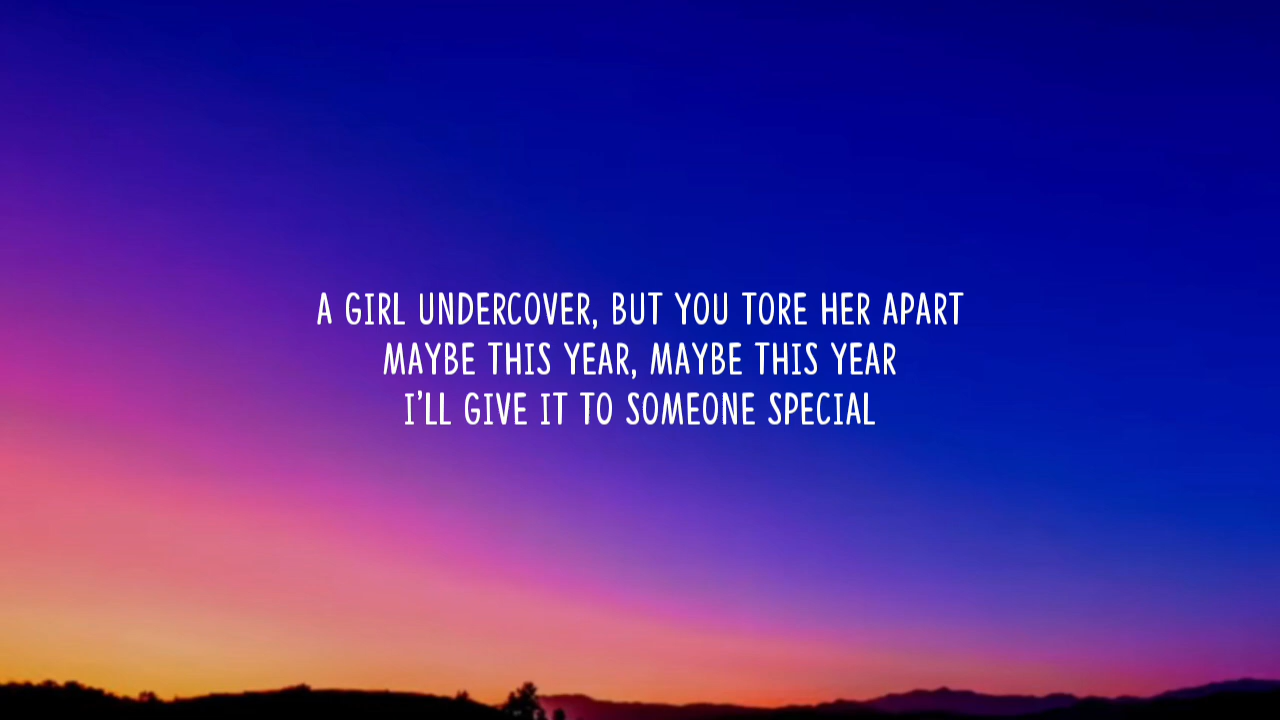 A GIRL UNDERCOVER, BUT YOU TORE HER APART
MAYBE THIS YEAR, MAYBE THIS YEAR
I’LL GIVE IT TO SOMEONE SPECIAL